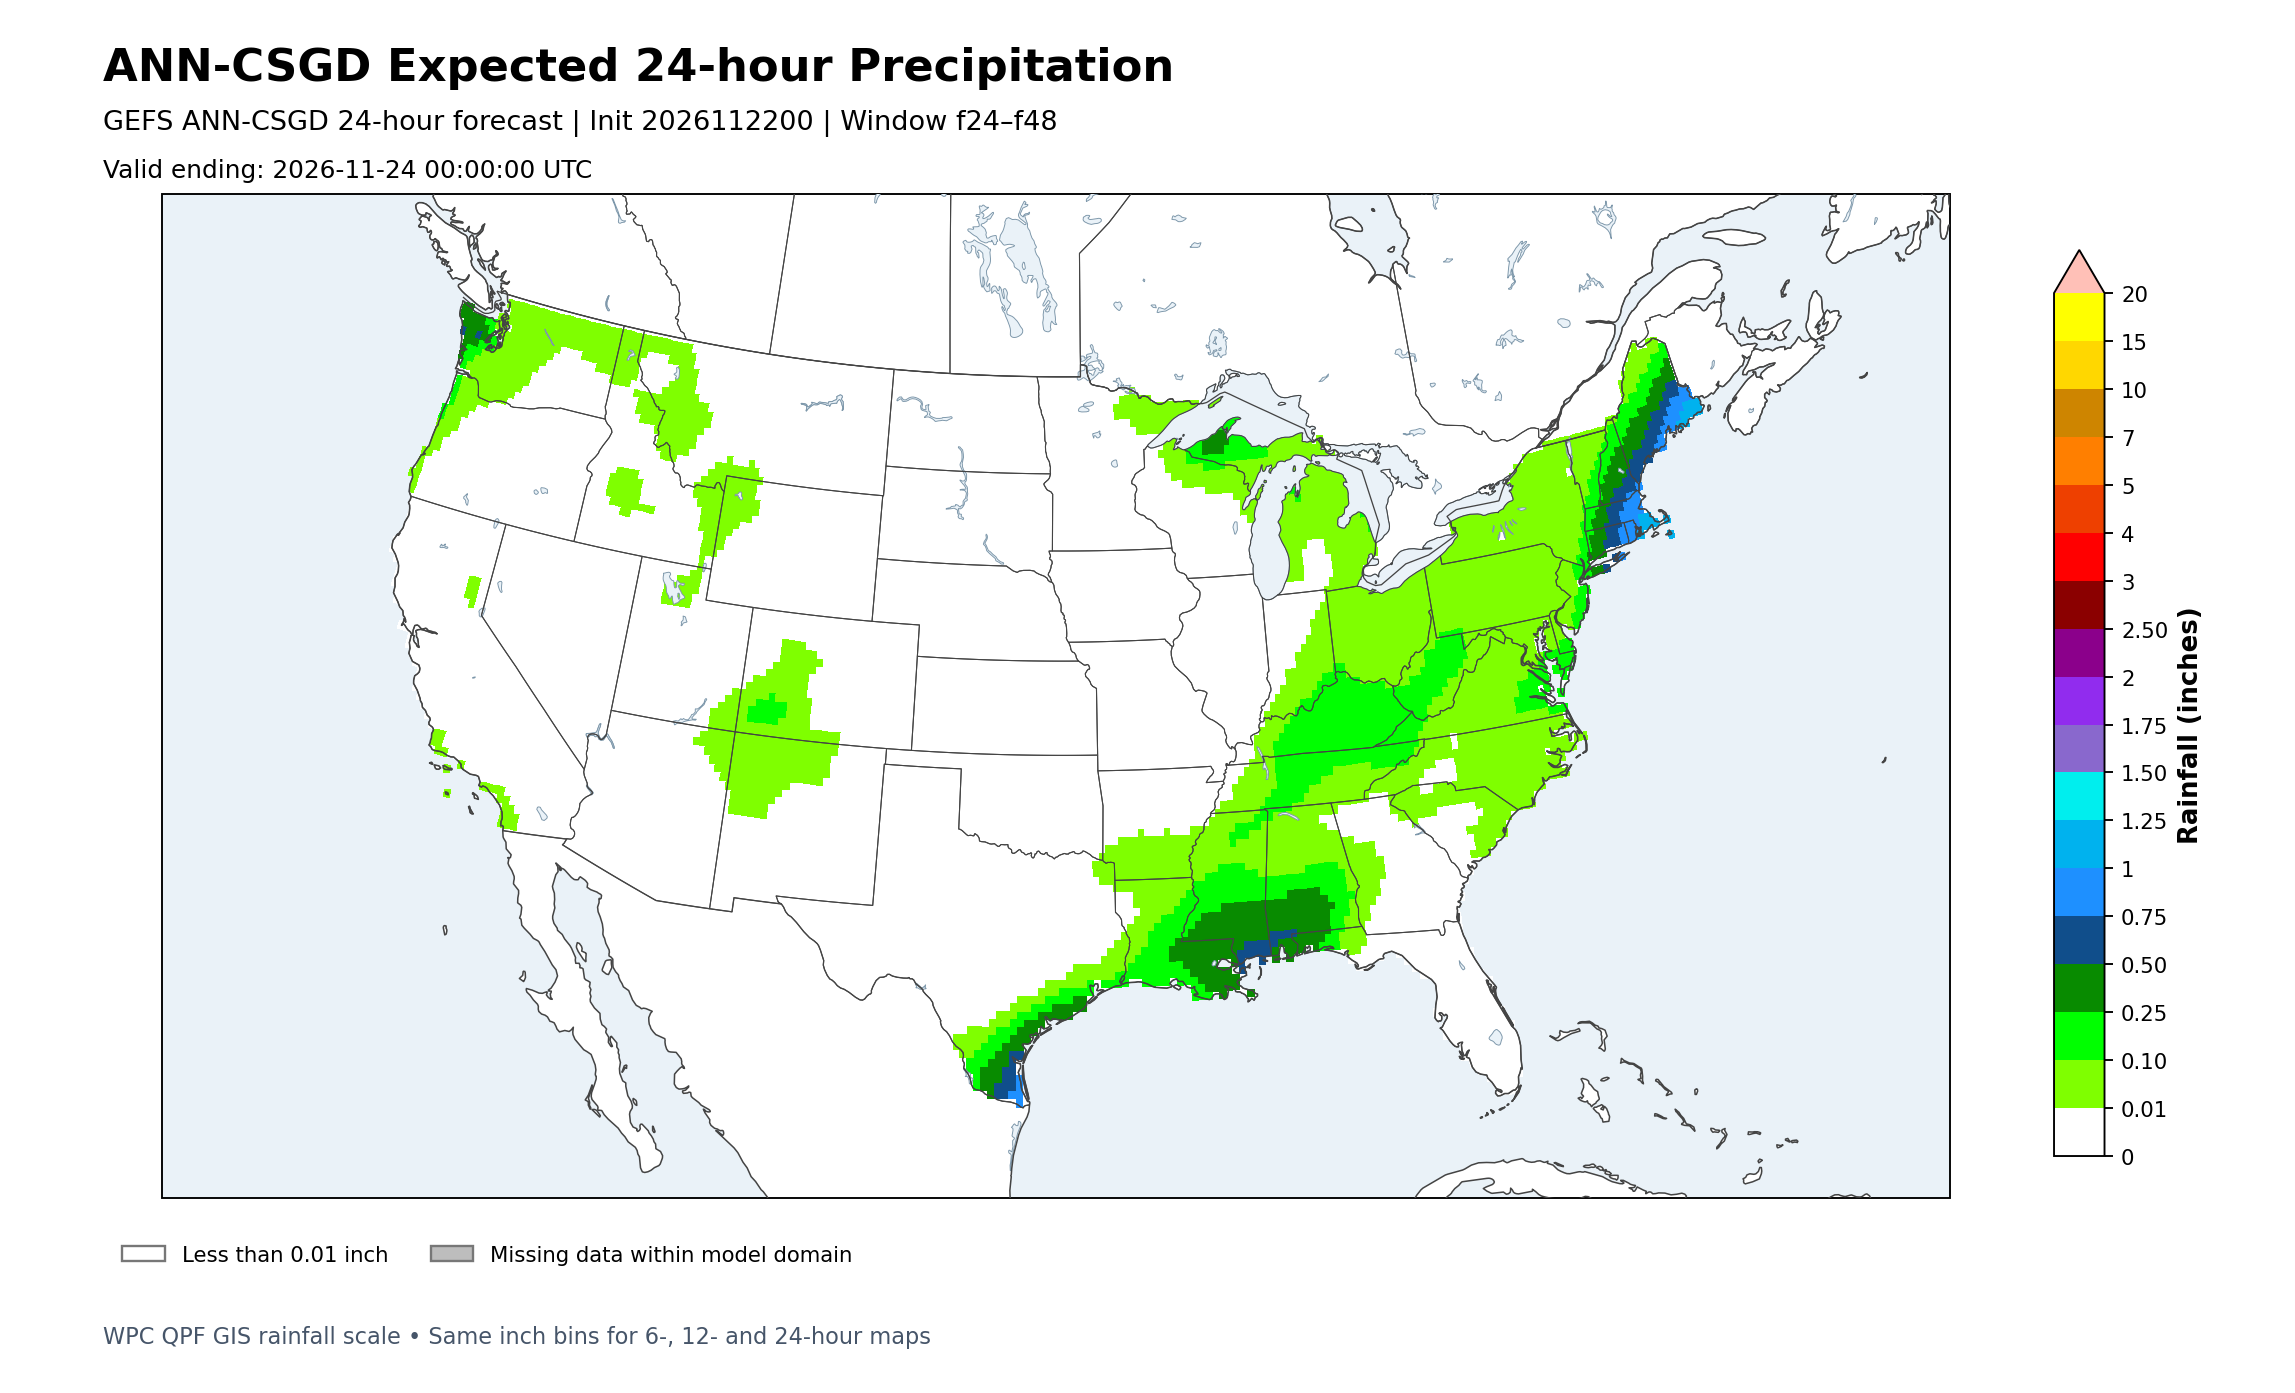 ANN-CSGD Expected 24-hour Precipitation
GEFS ANN-CSGD 24-hour forecast | Init 2026112200 | Window f24–f48
Valid ending: 2026-11-24 00:00:00 UTC
20
15
10
7
5
4
3
2.50
2
1.75
1.50
1.25
1
0.75
0.50
0.25
0.10
0.01
0
Rainfall (inches)
Less than 0.01 inch
Missing data within model domain
WPC QPF GIS rainfall scale • Same inch bins for 6-, 12- and 24-hour maps